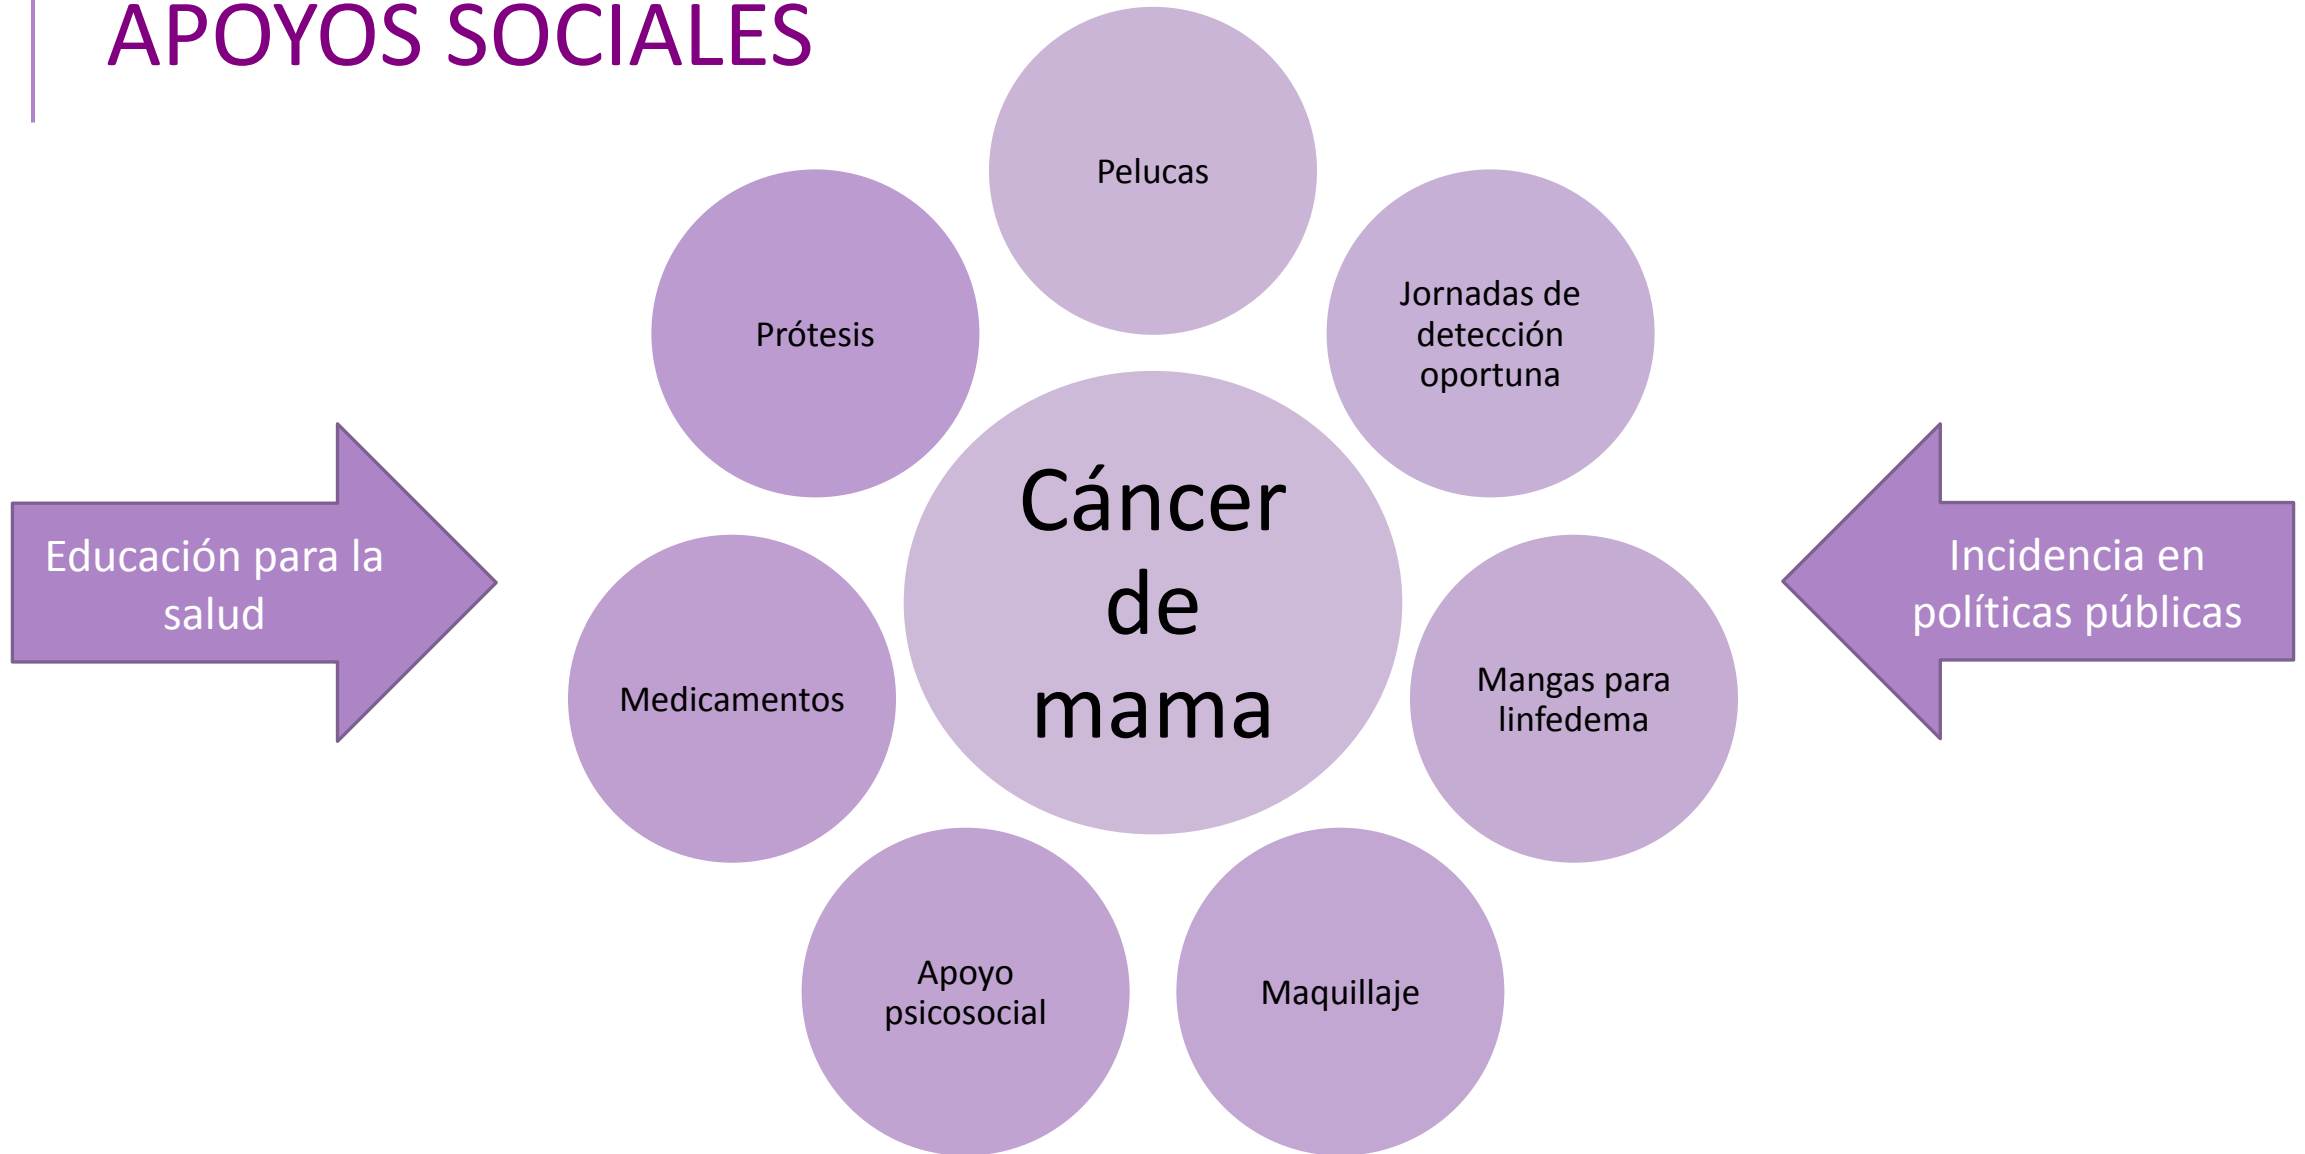 APOYOS SOCIALES
Pelucas
Jornadas de
detección
oportuna
Mangas para
linfedema
Maquillaje
Apoyo
psicosocial
Medicamentos
Prótesis
Cáncer
de
mama
Educación para la
salud
Incidencia en
políticas públicas